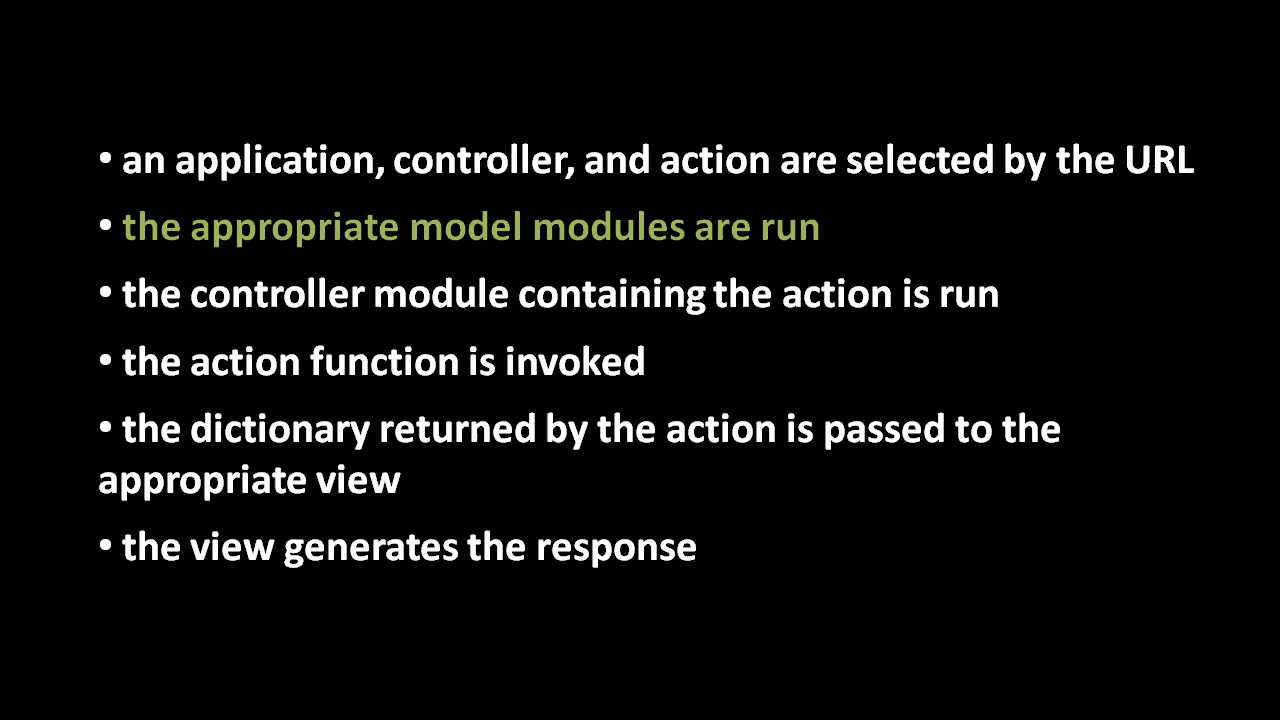 • an application, controller, and action are selected by the URL
• the appropriate model modules are run
• the controller module containing the action is run
• the action function is invoked
• the dictionary returned by the action is passed to the
appropriate view
• the view generates the response